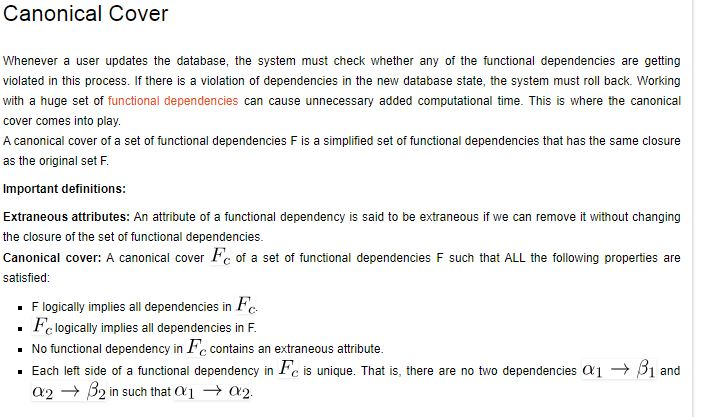 Canonical Cover
Whenever a user updates the database, the system must check whether any of the functional dependencies are getting
violated in this process. If there is a violation of dependencies in the new database state, the system must roll back. Working
with a huge set of functional dependencies can cause unnecessary added computational time. This is where the canonical
cover comes into play.
A canonical cover of a set of functional dependencies F is a simplified set of functional dependencies that has the same closure
as the original set F.
Important definitions:
Extraneous attributes: An attribute of a functional dependency is said to be extraneous if we can remove it without changing
the closure of the set of functional dependencies.
Canonical cover: A canonical cover F_c of a set of functional dependencies F such that ALL the following properties are
satisfied:
▪ F logically implies all dependencies in F_c.
▪ F_c logically implies all dependencies in F.
▪ No functional dependency in F_c contains an extraneous attribute.
▪ Each left side of a functional dependency in F_c is unique. That is, there are no two dependencies α1 → β1 and
α2 → β2 in such that α1 → α2.